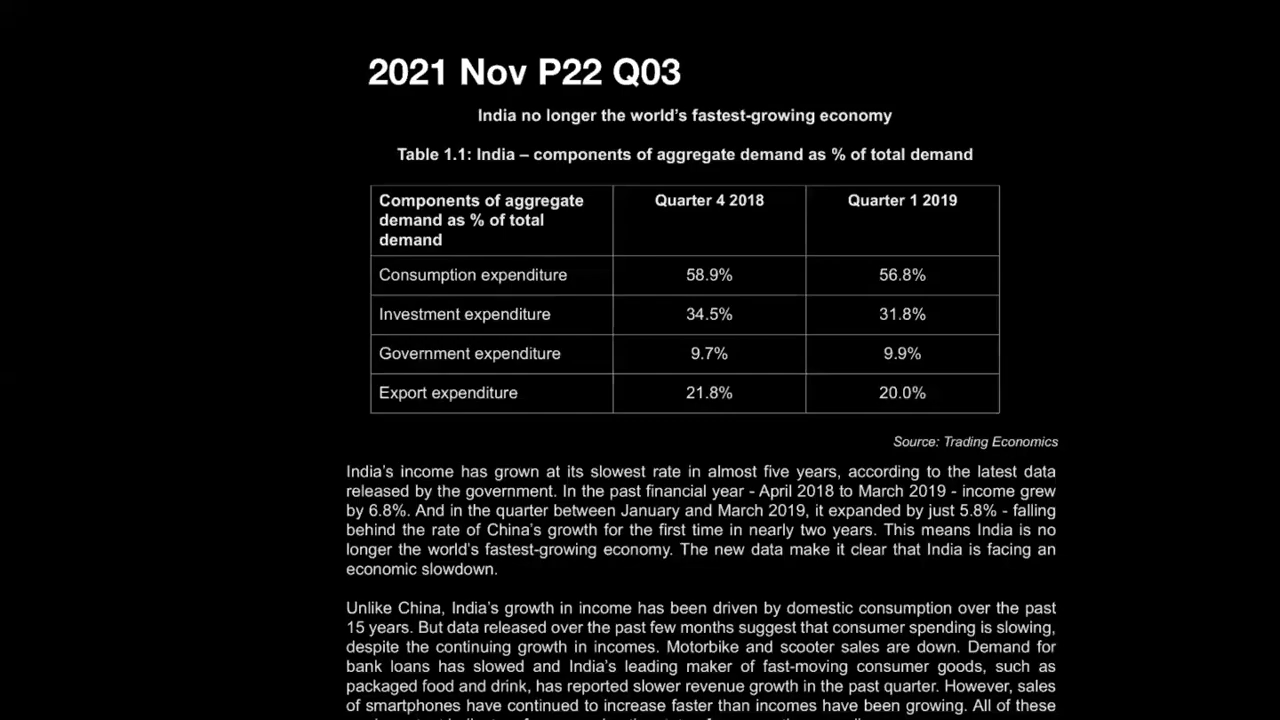 2021 Nov P22 Q03
India no longer the world's fastest-growing economy
Table 1.1: India – components of aggregate demand as % of total demand
Components of aggregate demand as % of total demand Quarter 4 2018 Quarter 1 2019
Consumption expenditure 58.9% 56.8%
Investment expenditure 34.5% 31.8%
Government expenditure 9.7% 9.9%
Export expenditure 21.8% 20.0%
Source: Trading Economics
India's income has grown at its slowest rate in almost five years, according to the latest data
released by the government. In the past financial year - April 2018 to March 2019 - income grew
by 6.8%. And in the quarter between January and March 2019, it expanded by just 5.8% - falling
behind the rate of China's growth for the first time in nearly two years. This means India is no
longer the world's fastest-growing economy. The new data make it clear that India is facing an
economic slowdown.
Unlike China, India's growth in income has been driven by domestic consumption over the past
15 years. But data released over the past few months suggest that consumer spending is slowing,
despite the continuing growth in incomes. Motorbike and scooter sales are down. Demand for
bank loans has slowed and India's leading maker of fast-moving consumer goods, such as
packaged food and drink, has reported slower revenue growth in the past quarter. However, sales
of smartphones have continued to increase faster than incomes have been growing. All of these